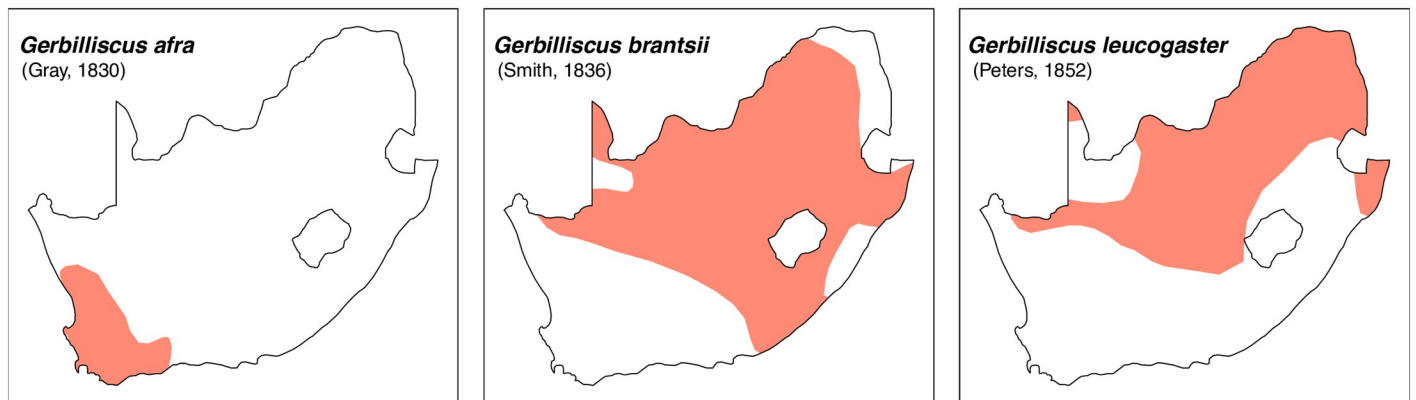 Gerbilliscus afra
(Gray, 1830)
Gerbilliscus brantsii
(Smith, 1836)
Gerbilliscus leucogaster
(Peters, 1852)